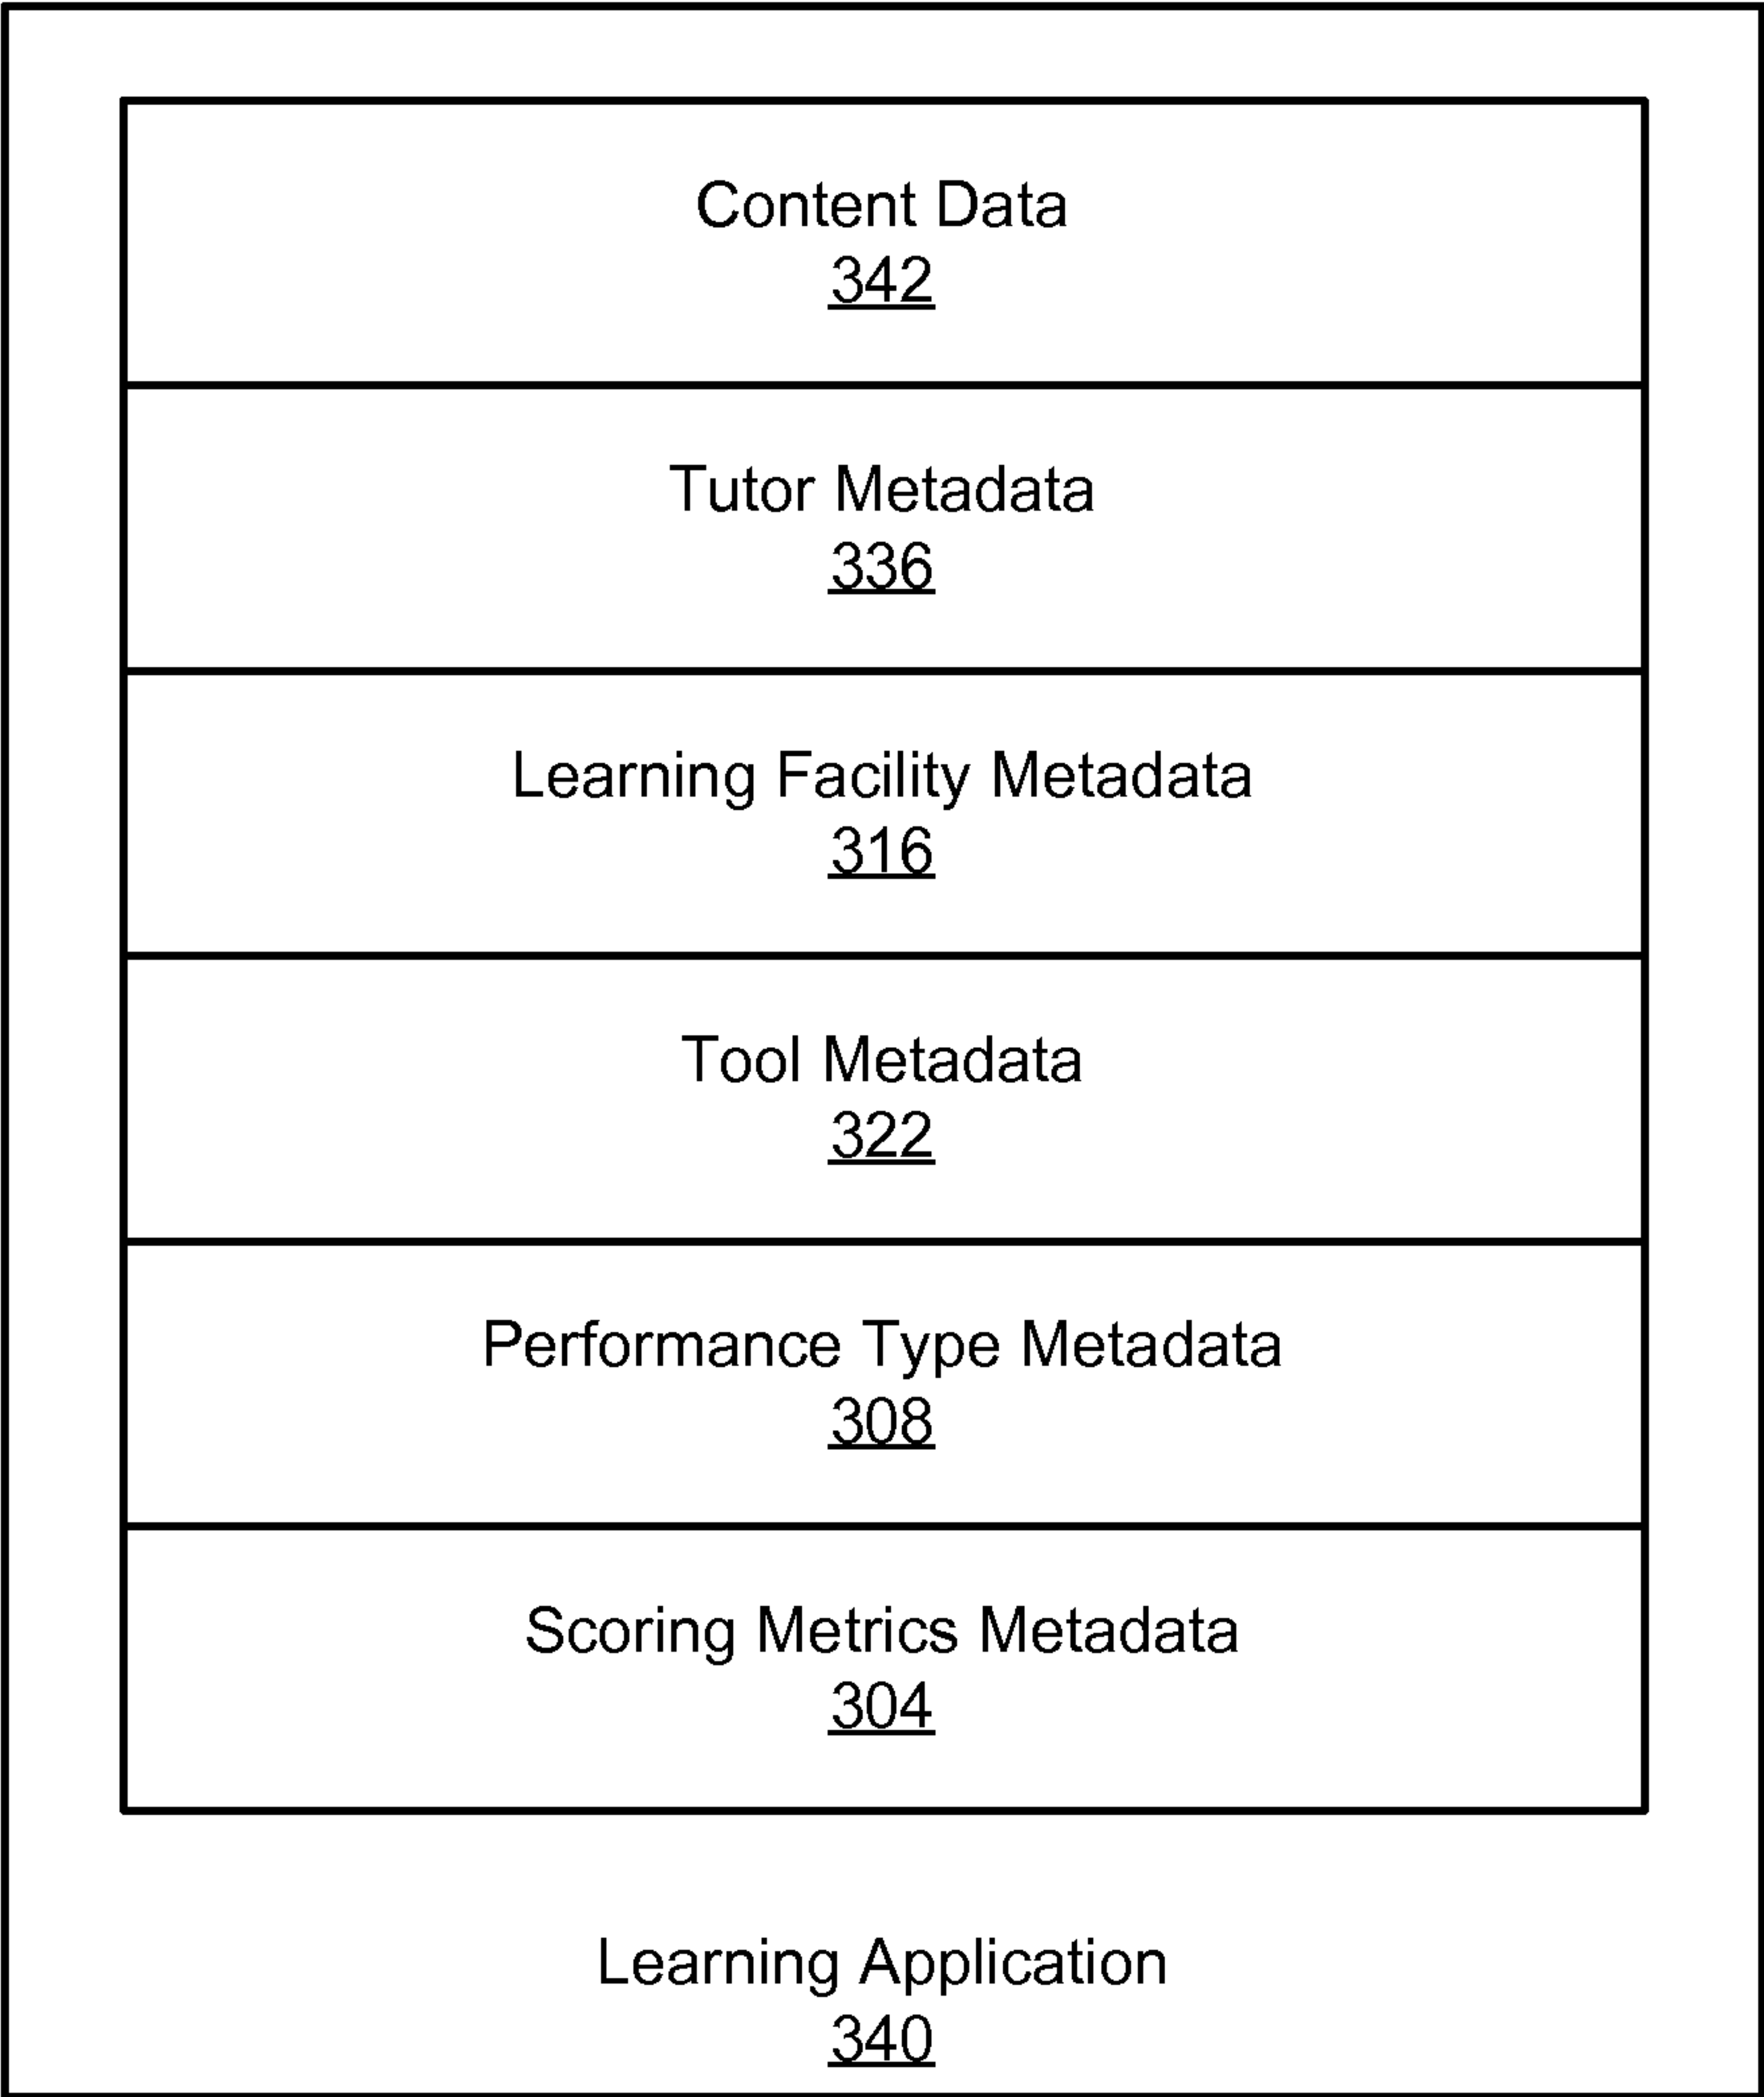 Content Data
342
Tutor Metadata
336
Learning Facility Metadata
316
Tool Metadata
322
Performance Type Metadata
308
Scoring Metrics Metadata
304
Learning Application
340